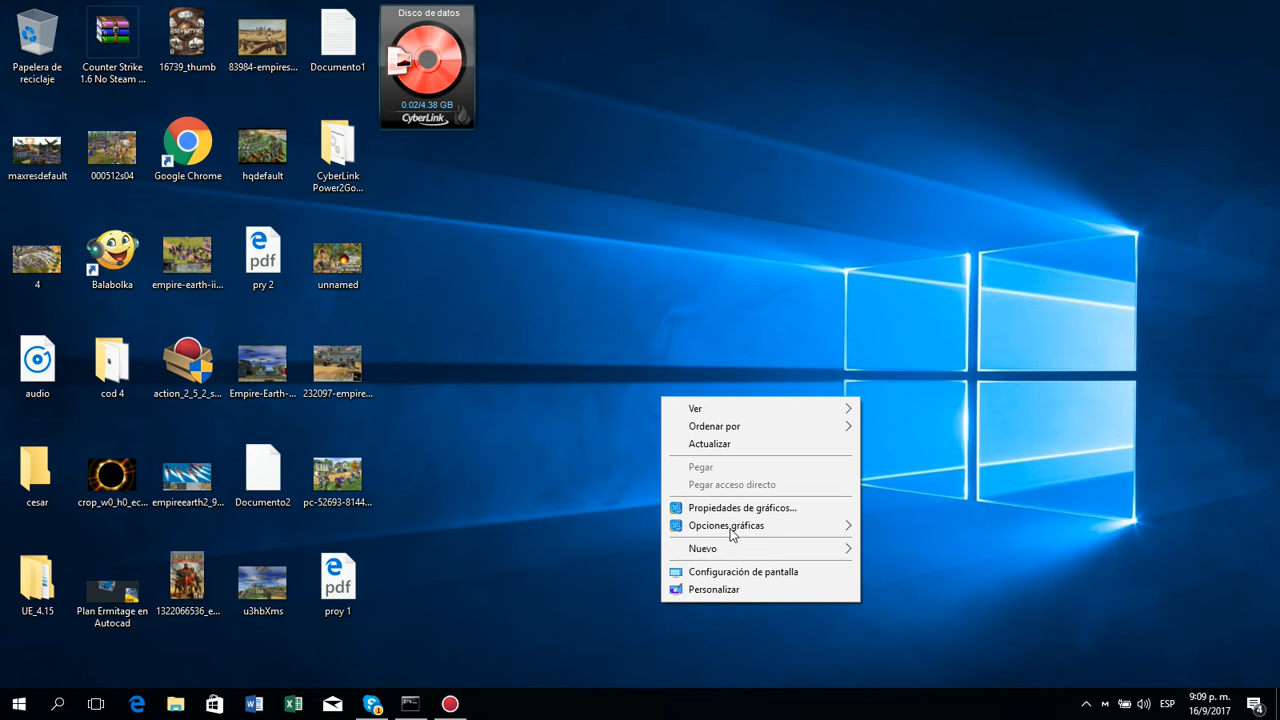 Papelera de
reciclaje
Counter Strike
1.6 No Steam ...
16739_thumb
83984-empires...
Documento1
Disco de datos
0.02/4.38 GB
CyberLink
maxresdefault
000512s04
Google Chrome
hqdefault
CyberLink
Power2Go...
4
Balabolka
empire-earth-ii...
pdf
pry 2
unnamed
audio
cod 4
action_2_5_2_s...
Empire-Earth-...
232097-empire...
cesar
crop_w0_h0_ec...
empireearth2_9...
Documento2
pc-52693-8144...
UE_4.15
Plan Ermitage en
Autocad
1322066536_e...
u3hbXms
pdf
proy 1
Ver
Ordenar por
Actualizar
Pegar
Pegar acceso directo
Propiedades de gráficos...
Opciones gráficas
Nuevo
Configuración de pantalla
Personalizar
ESP
9:09 p. m.
16/9/2017
4